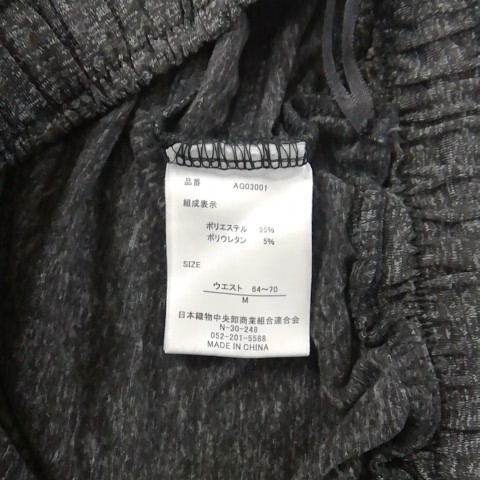 品番 AG03001
組成表示
ポリエステル 95%
ポリウレタン 5%
SIZE
ウエスト 64～70
M
日本織物中央卸商業組合連合会
N-30-248
052-201-5588
MADE IN CHINA